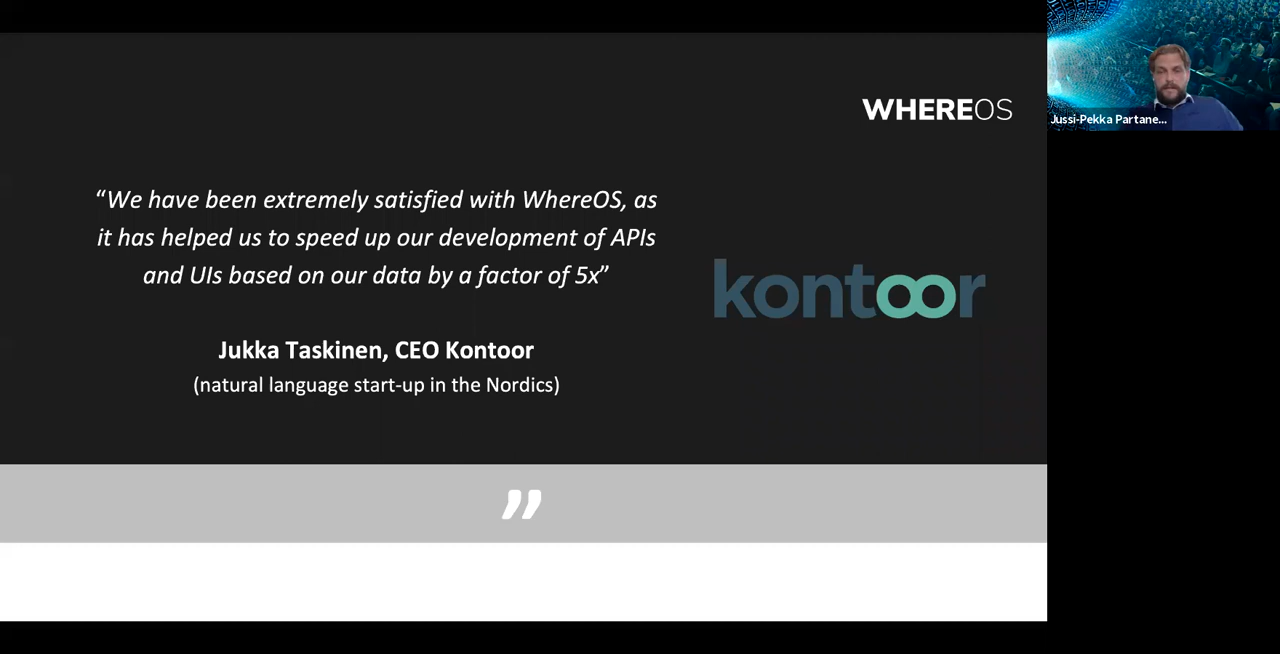 WHEREOS
Jussi-Pekka Partane...
“We have been extremely satisfied with WhereOS, as
it has helped us to speed up our development of APIs
and UIs based on our data by a factor of 5x”
kontoor
Jukka Taskinen, CEO Kontoor
(natural language start-up in the Nordics)
”